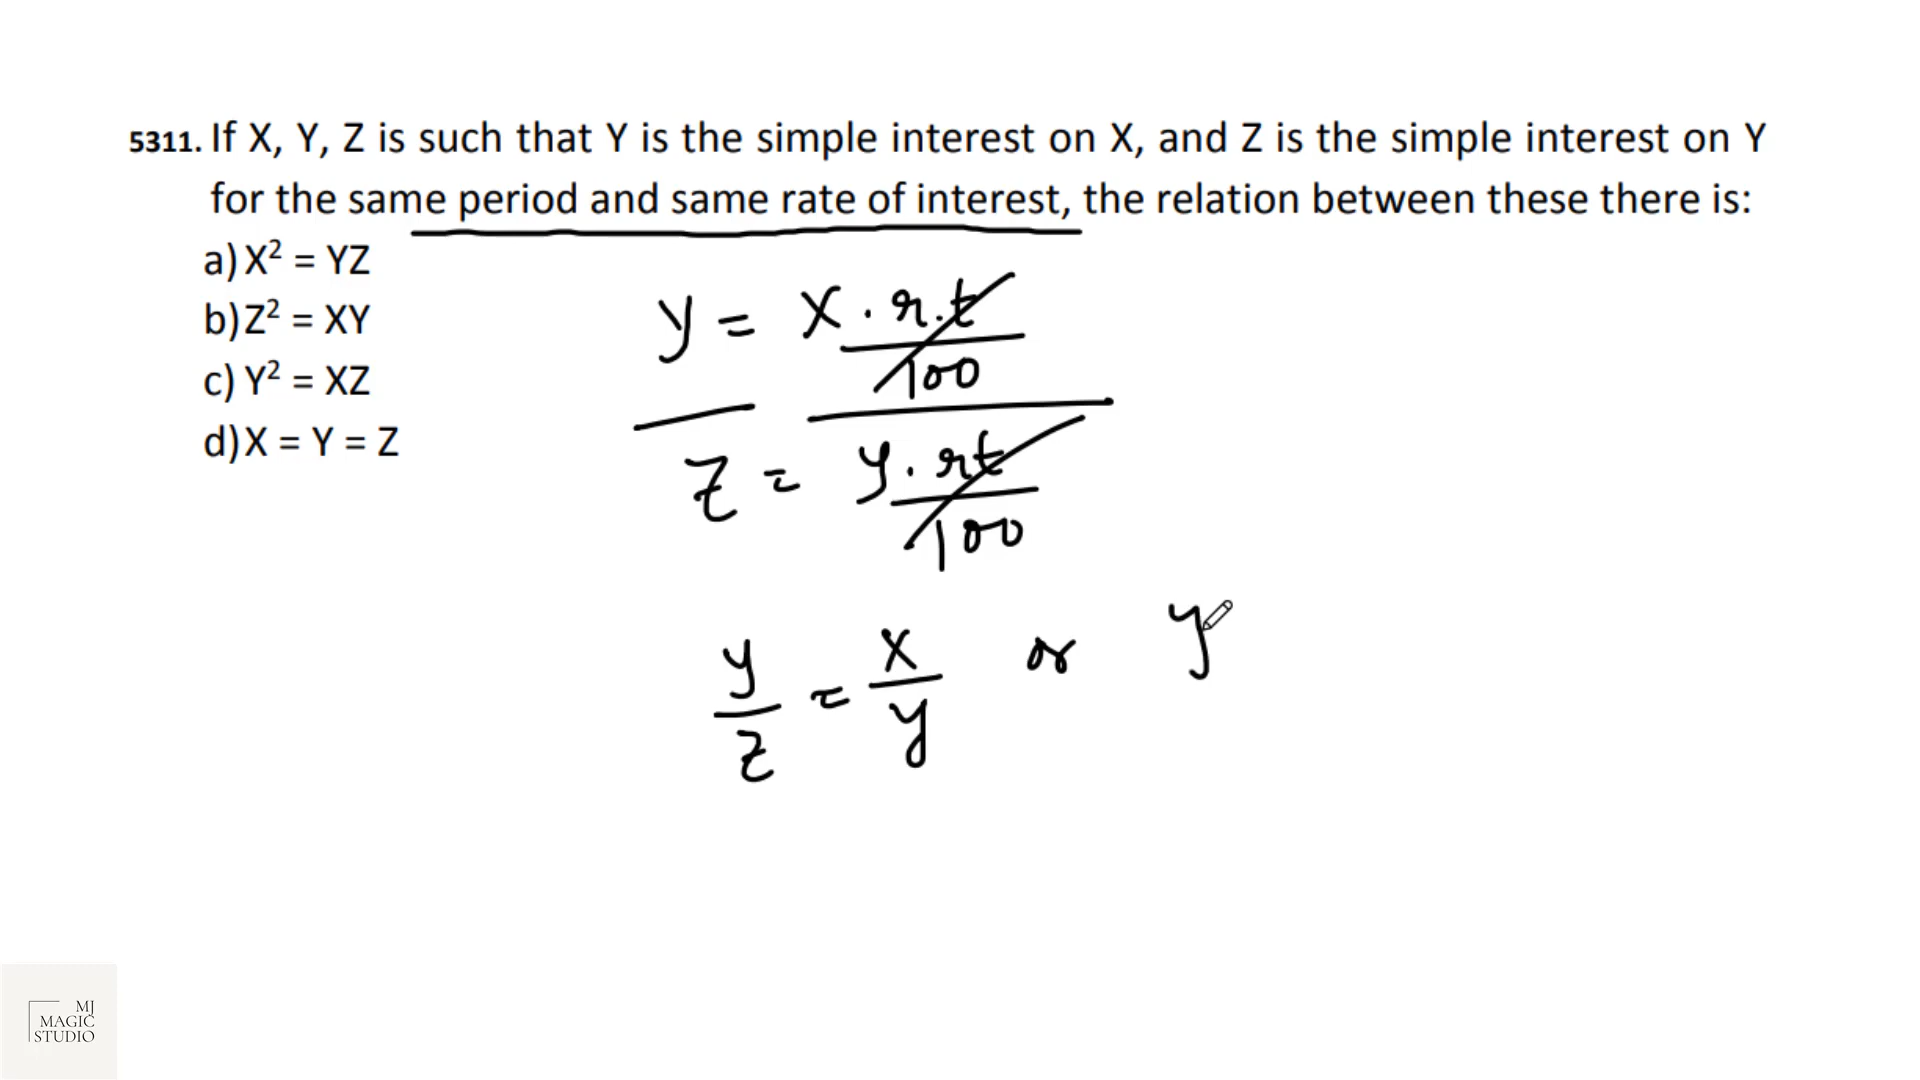 5311. If X, Y, Z is such that Y is the simple interest on X, and Z is the simple interest on Y
for the same period and same rate of interest, the relation between these there is:
a) X² = YZ
b) Z² = XY
c) Y² = XZ
d) X = Y = Z
y = x . r.t
100
z = y . rt
100
y/z = x/y or y
MJ
MAGIC
STUDIO